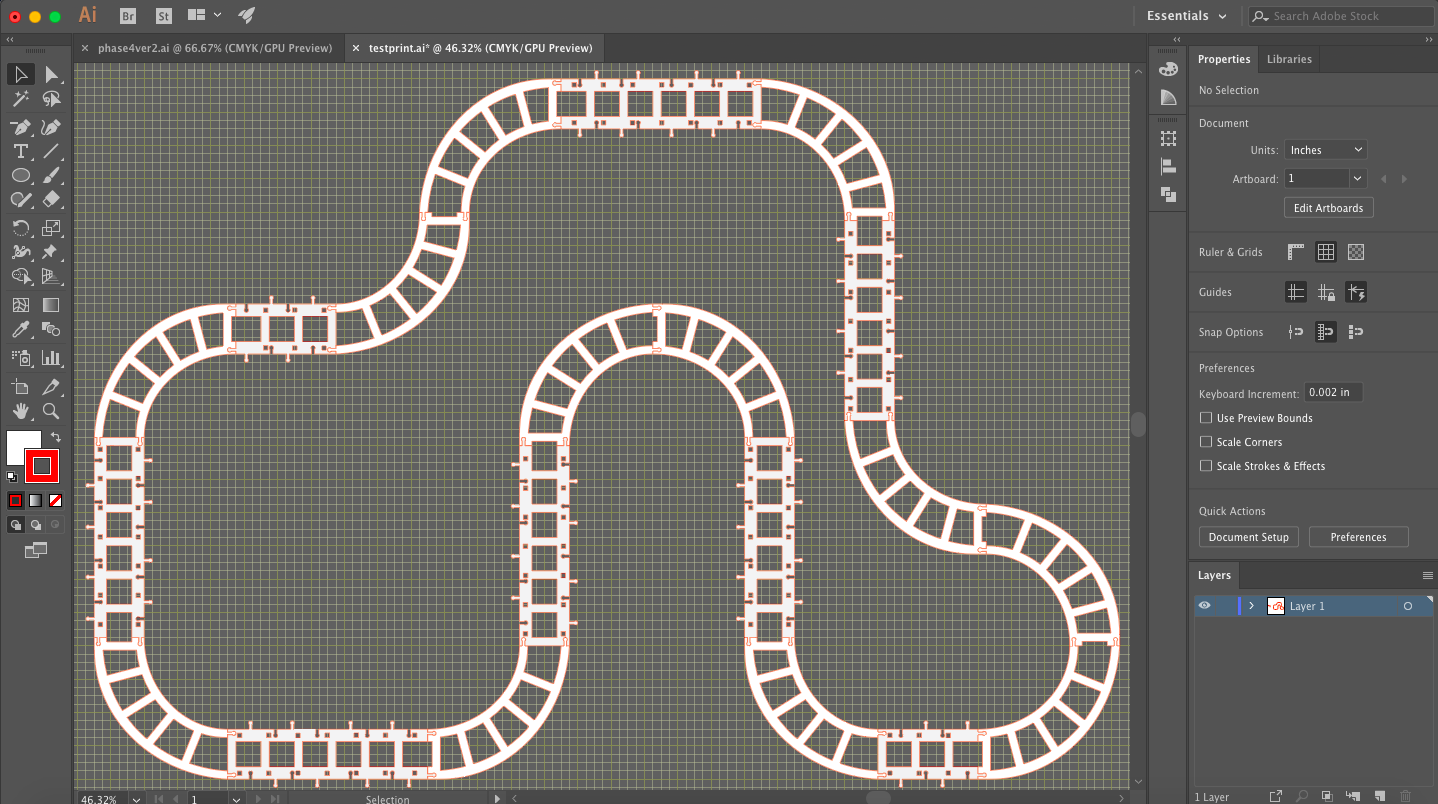 Ai Br St Essentials Search Adobe Stock
phase4ver2.ai @ 66.67% (CMYK/GPU Preview) testprint.ai* @ 46.32% (CMYK/GPU Preview)
Properties Libraries
No Selection
Document
Units: Inches
Artboard: 1
Edit Artboards
Ruler & Grids
Guides
Snap Options
Preferences
Keyboard Increment: 0.002 in
Use Preview Bounds
Scale Corners
Scale Strokes & Effects
Quick Actions
Document Setup Preferences
Layers
Layer 1
1 Layer
46.32% 1 Selection